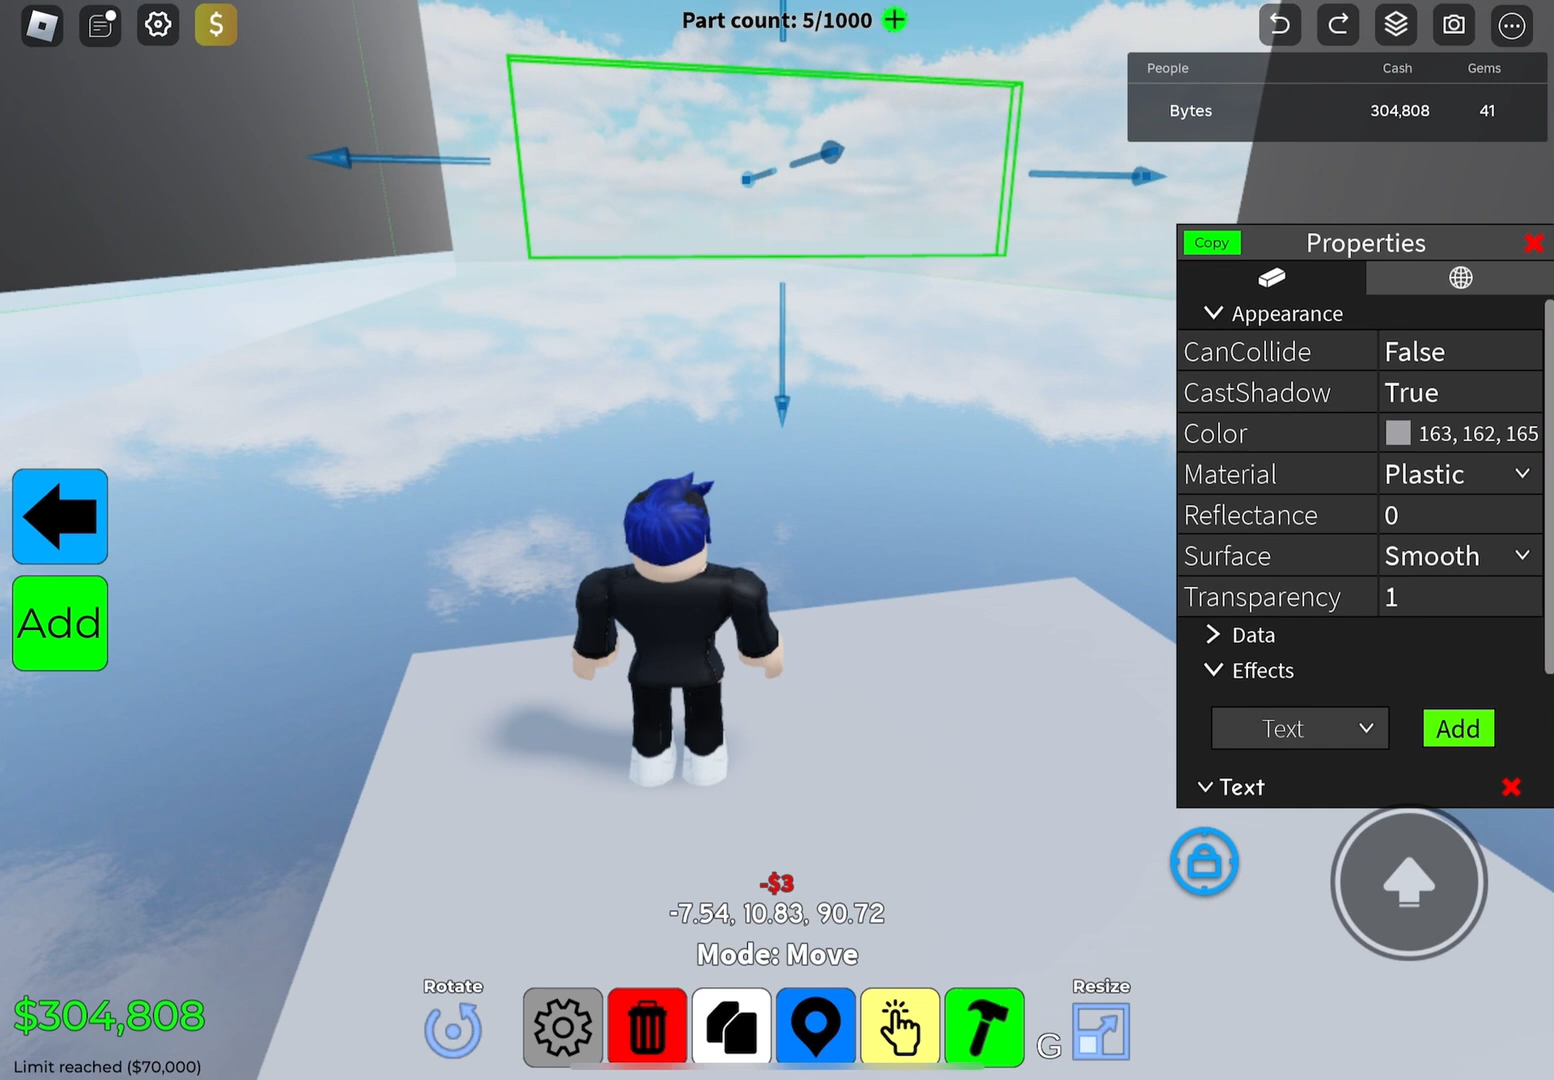 $
Part count: 5/1000 +
People Cash Gems
Bytes 304,808 41
Copy Properties
Appearance
CanCollide False
CastShadow True
Color 163, 162, 165
Material Plastic
Reflectance 0
Surface Smooth
Transparency 1
Data
Effects
Text Add
Text
Add
-$3
-7.54, 10.83, 90.72
Mode: Move
Rotate
G
Resize
$304,808
Limit reached ($70,000)